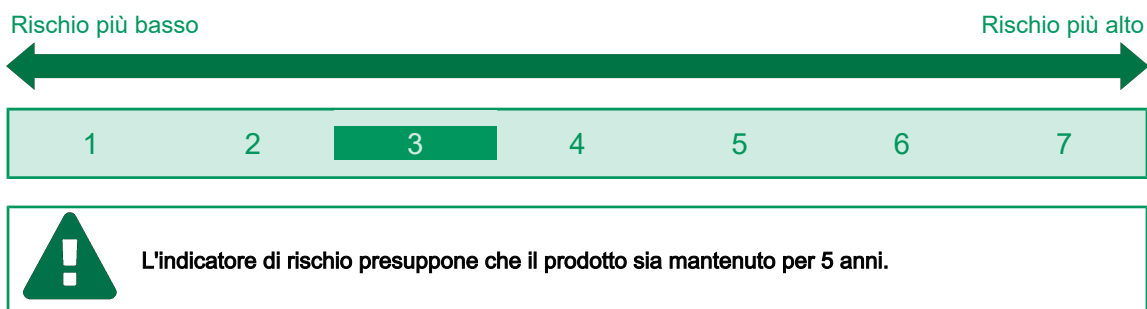 Rischio più basso Rischio più alto
1 2 3 4 5 6 7
L'indicatore di rischio presuppone che il prodotto sia mantenuto per 5 anni.